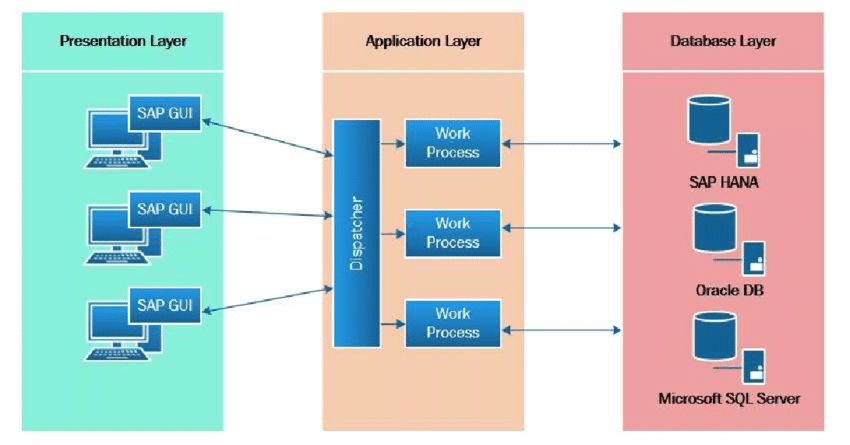 Presentation Layer
Application Layer
Database Layer
SAP GUI
SAP GUI
SAP GUI
Dispatcher
Work
Process
Work
Process
Work
Process
SAP HANA
Oracle DB
Microsoft SQL Server